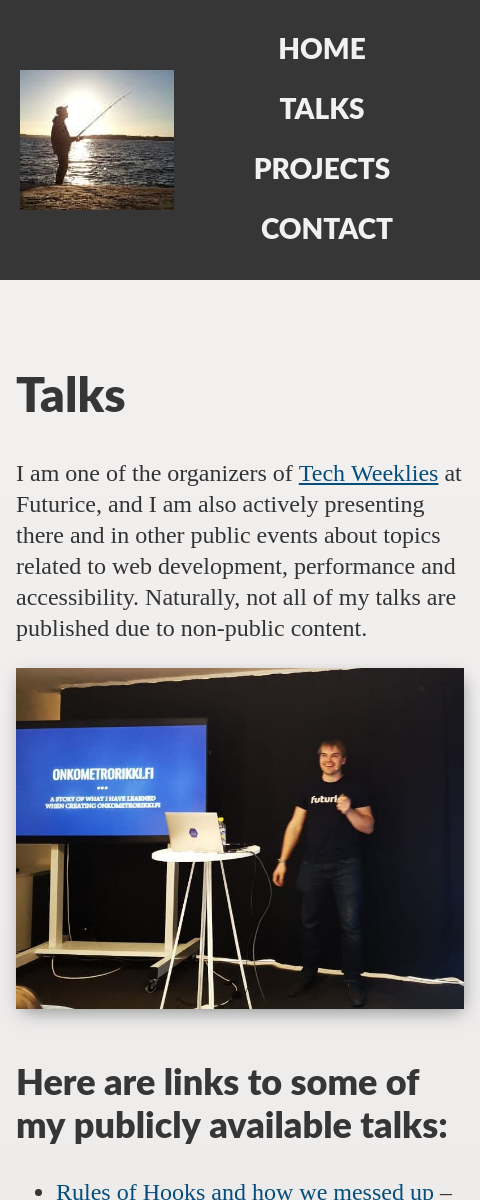 HOME
TALKS
PROJECTS
CONTACT
Talks
I am one of the organizers of Tech Weeklies at
Futurice, and I am also actively presenting
there and in other public events about topics
related to web development, performance and
accessibility. Naturally, not all of my talks are
published due to non-public content.
ONKOMETRORIKKI.FI
A STORY OF WHAT I HAVE LEARNED
WHEN CREATING ONKOMETRORIKKI.FI
Here are links to some of
my publicly available talks:
• Rules of Hooks and how we messed up –